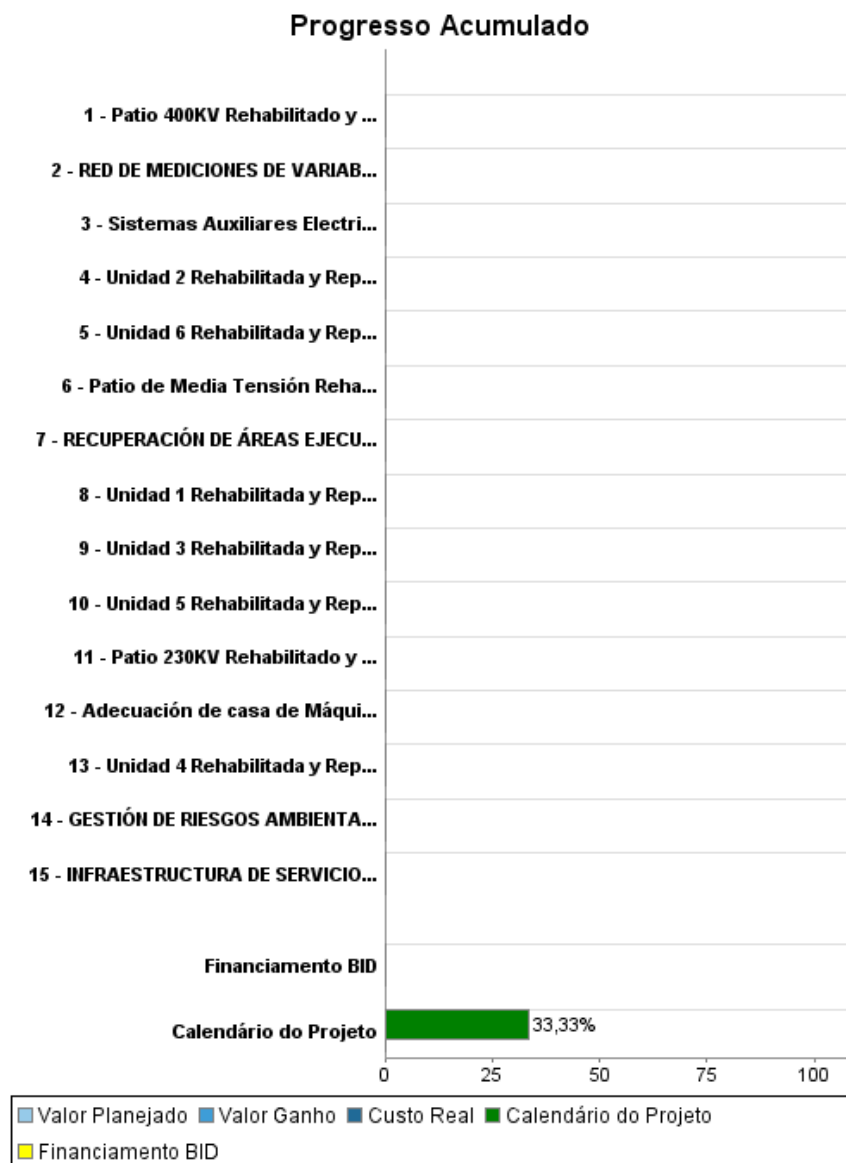 Progresso Acumulado
1 - Patio 400KV Rehabilitado y ...
2 - RED DE MEDICIONES DE VARIAB...
3 - Sistemas Auxiliares Electri...
4 - Unidad 2 Rehabilitada y Rep...
5 - Unidad 6 Rehabilitada y Rep...
6 - Patio de Media Tensión Reha...
7 - RECUPERACIÓN DE ÁREAS EJECU...
8 - Unidad 1 Rehabilitada y Rep...
9 - Unidad 3 Rehabilitada y Rep...
10 - Unidad 5 Rehabilitada y Rep...
11 - Patio 230KV Rehabilitado y ...
12 - Adecuación de casa de Máqui...
13 - Unidad 4 Rehabilitada y Rep...
14 - GESTIÓN DE RIESGOS AMBIENTA...
15 - INFRAESTRUCTURA DE SERVICIO...
Financiamento BID
Calendário do Projeto 33,33%
0 25 50 75 100
Valor Planejado Valor Ganho Custo Real Calendário do Projeto
Financiamento BID